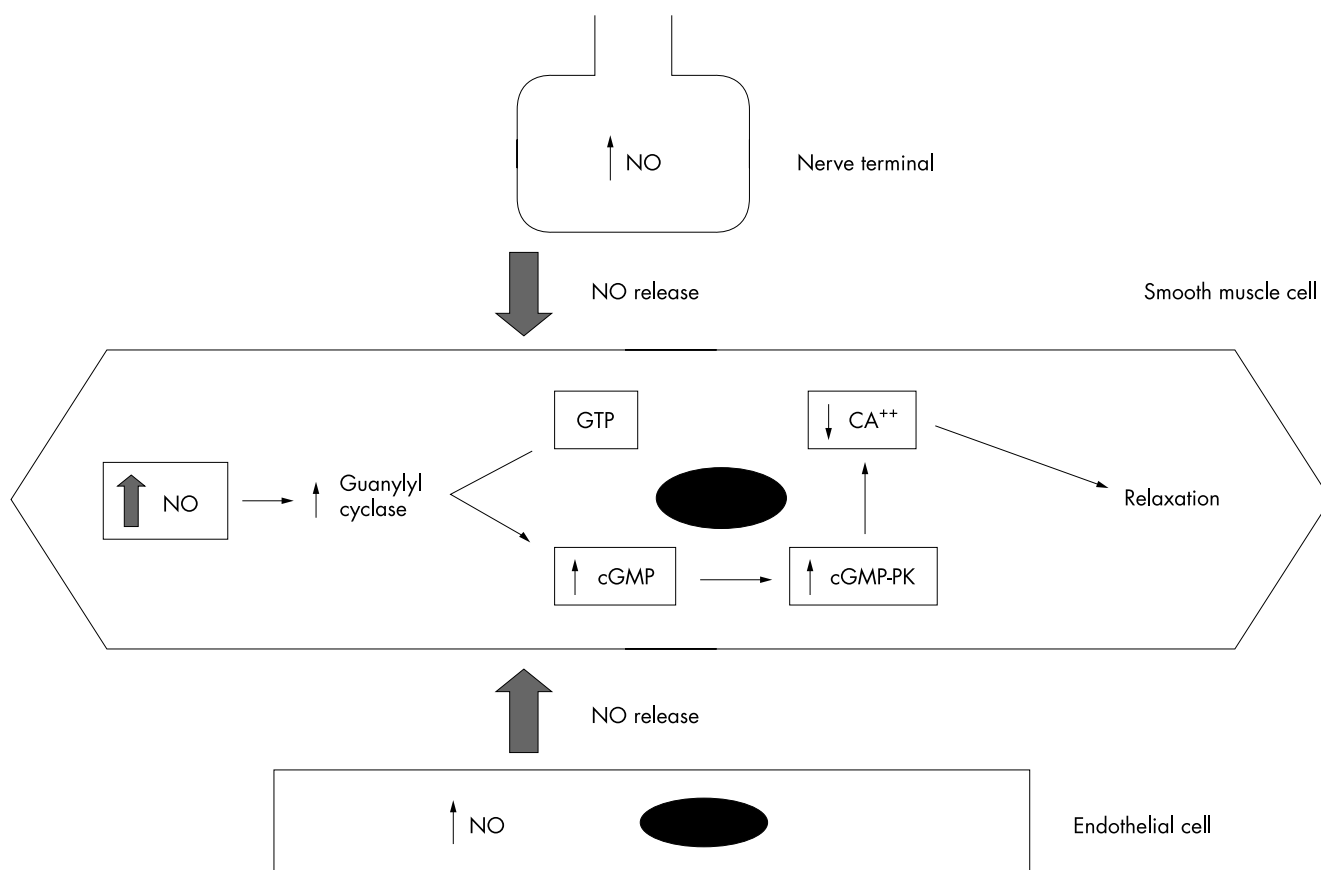 NO
Nerve terminal
NO release
Smooth muscle cell
GTP
CA++
NO
Guanylyl
cyclase
Relaxation
cGMP
cGMP-PK
NO release
NO
Endothelial cell